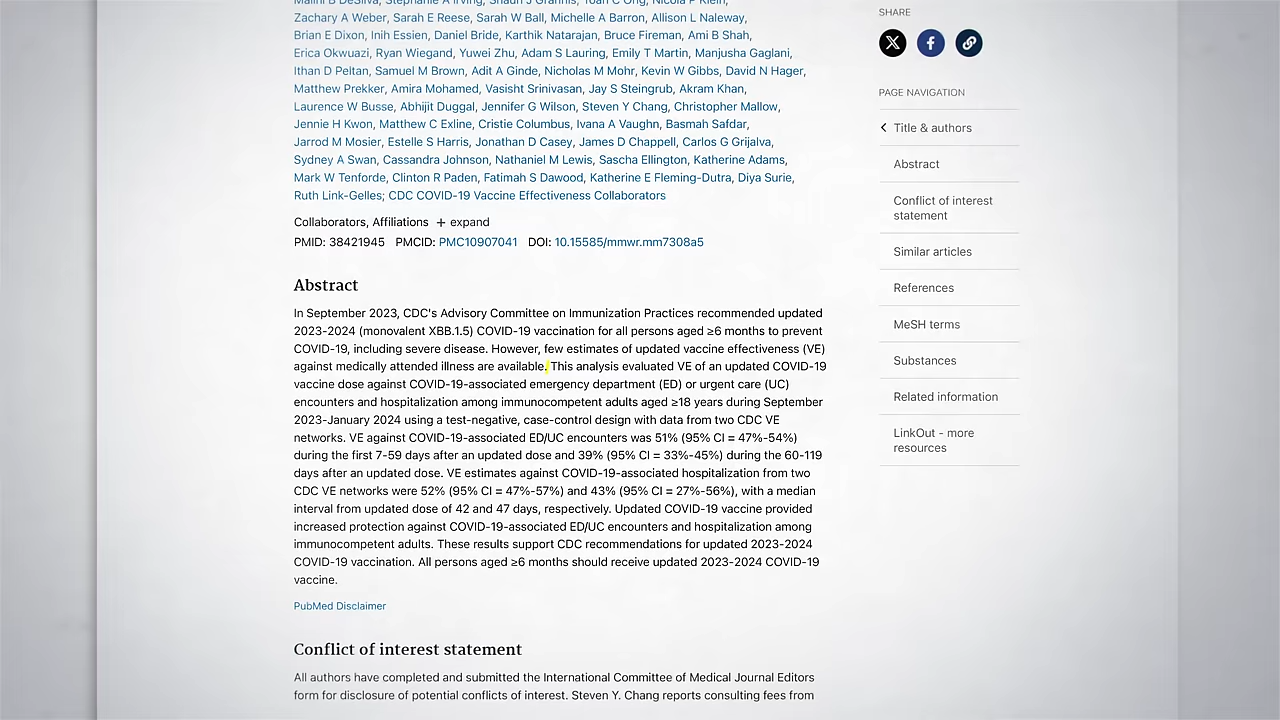 Malini B DeSilva, Stephanie A Irving, Shaun J Grannis, Toan C Ong, Nicola P Klein,
Zachary A Weber, Sarah E Reese, Sarah W Ball, Michelle A Barron, Allison L Naleway,
Brian E Dixon, Inih Essien, Daniel Bride, Karthik Natarajan, Bruce Fireman, Ami B Shah,
Erica Okwuazi, Ryan Wiegand, Yuwei Zhu, Adam S Lauring, Emily T Martin, Manjusha Gaglani,
Ithan D Peltan, Samuel M Brown, Adit A Ginde, Nicholas M Mohr, Kevin W Gibbs, David N Hager,
Matthew Prekker, Amira Mohamed, Vasisht Srinivasan, Jay S Steingrub, Akram Khan,
Laurence W Busse, Abhijit Duggal, Jennifer G Wilson, Steven Y Chang, Christopher Mallow,
Jennie H Kwon, Matthew C Exline, Cristie Columbus, Ivana A Vaughn, Basmah Safdar,
Jarrod M Mosier, Estelle S Harris, Jonathan D Casey, James D Chappell, Carlos G Grijalva,
Sydney A Swan, Cassandra Johnson, Nathaniel M Lewis, Sascha Ellington, Katherine Adams,
Mark W Tenforde, Clinton R Paden, Fatimah S Dawood, Katherine E Fleming-Dutra, Diya Surie,
Ruth Link-Gelles; CDC COVID-19 Vaccine Effectiveness Collaborators
Collaborators, Affiliations + expand
PMID: 38421945 PMCID: PMC10907041 DOI: 10.15585/mmwr.mm7308a5
Abstract
In September 2023, CDC's Advisory Committee on Immunization Practices recommended updated
2023-2024 (monovalent XBB.1.5) COVID-19 vaccination for all persons aged ≥6 months to prevent
COVID-19, including severe disease. However, few estimates of updated vaccine effectiveness (VE)
against medically attended illness are available. This analysis evaluated VE of an updated COVID-19
vaccine dose against COVID-19-associated emergency department (ED) or urgent care (UC)
encounters and hospitalization among immunocompetent adults aged ≥18 years during September
2023-January 2024 using a test-negative, case-control design with data from two CDC VE
networks. VE against COVID-19-associated ED/UC encounters was 51% (95% CI = 47%-54%)
during the first 7-59 days after an updated dose and 39% (95% CI = 33%-45%) during the 60-119
days after an updated dose. VE estimates against COVID-19-associated hospitalization from two
CDC VE networks were 52% (95% CI = 47%-57%) and 43% (95% CI = 27%-56%), with a median
interval from updated dose of 42 and 47 days, respectively. Updated COVID-19 vaccine provided
increased protection against COVID-19-associated ED/UC encounters and hospitalization among
immunocompetent adults. These results support CDC recommendations for updated 2023-2024
COVID-19 vaccination. All persons aged ≥6 months should receive updated 2023-2024 COVID-19
vaccine.
PubMed Disclaimer
Conflict of interest statement
All authors have completed and submitted the International Committee of Medical Journal Editors
form for disclosure of potential conflicts of interest. Steven Y. Chang reports consulting fees from
SHARE
PAGE NAVIGATION
Title & authors
Abstract
Conflict of interest
statement
Similar articles
References
MeSH terms
Substances
Related information
LinkOut - more
resources